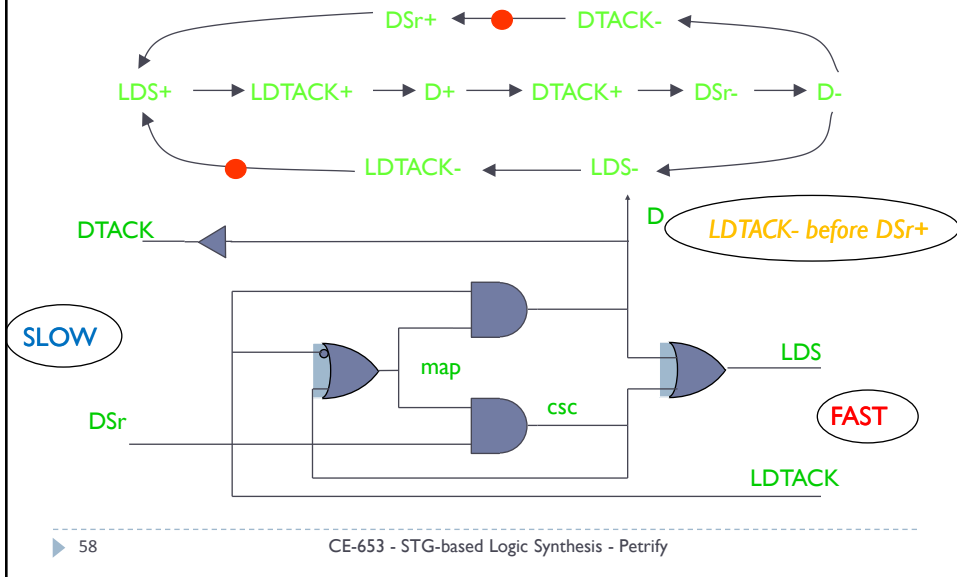 DSr+ DTACK-
LDS+ LDTACK+ D+ DTACK+ DSr- D-
LDTACK- LDS-
DTACK D LDTACK- before DSr+
SLOW
map LDS
DSr csc FAST
LDTACK
58 CE-653 - STG-based Logic Synthesis - Petrify